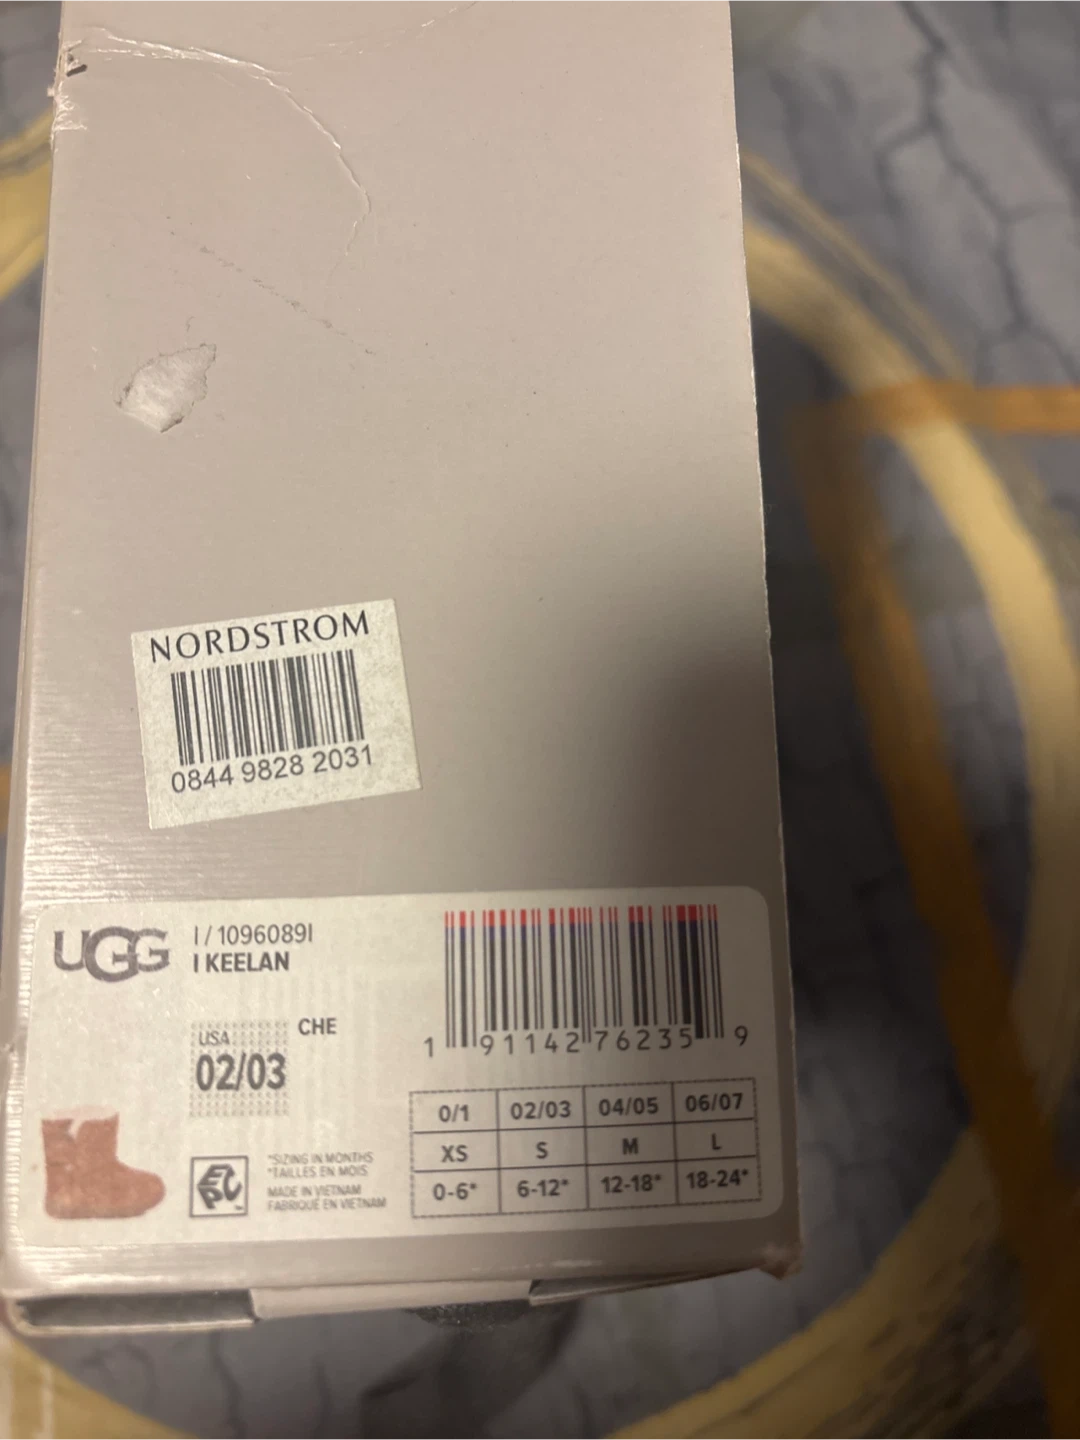 NORDSTROM
0844 9828 2031
UGG
I / 1096089I
I KEELAN
USA
02/03
CHE
1 91142 76235 9
0/1 02/03 04/05 06/07
XS S M L
0-6* 6-12* 12-18* 18-24*
EPC
*SIZING IN MONTHS
*TAILLES EN MOIS
MADE IN VIETNAM
FABRIQUÉ EN VIETNAM